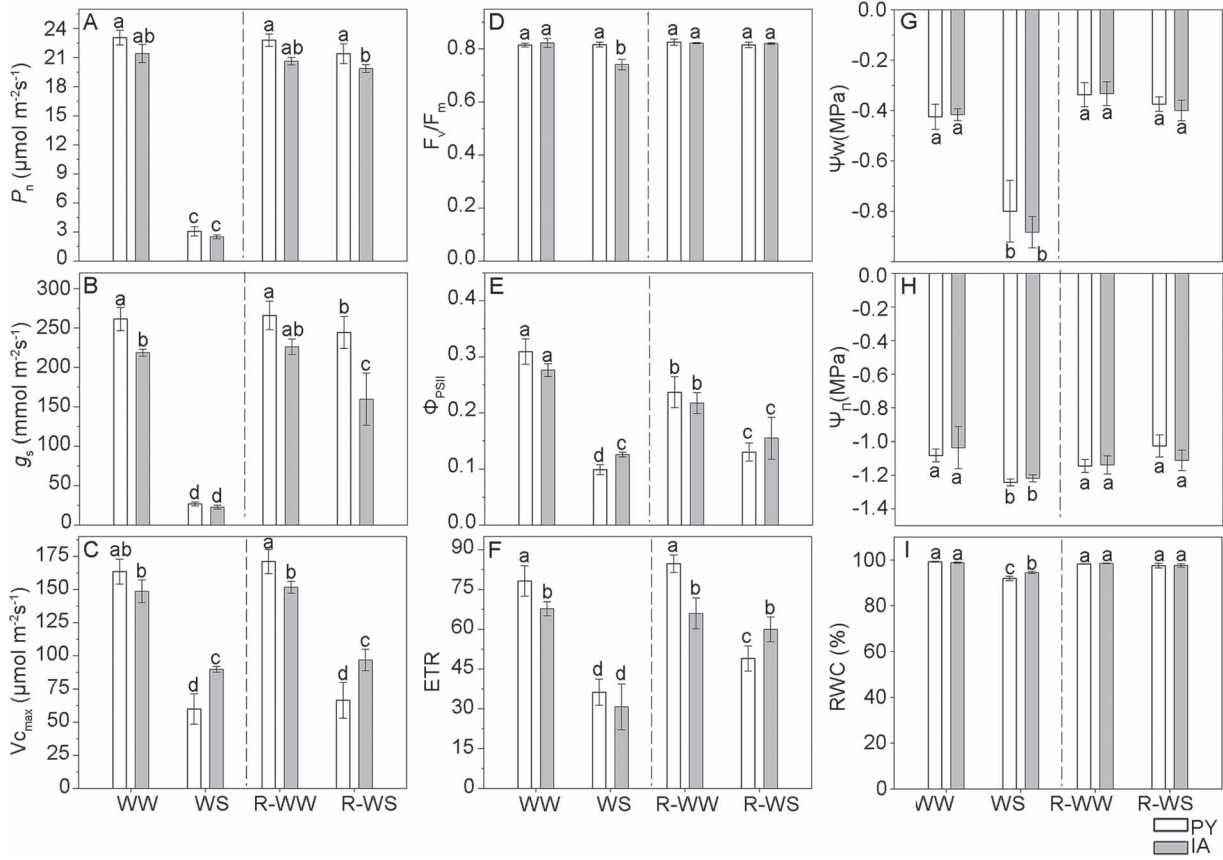 A
P_n (µmol m⁻²s⁻¹)
24
21
18
15
12
9
6
3
0
a ab c c a ab a b
B
g_s (mmol m⁻²s⁻¹)
300
250
200
150
100
50
25
0
a b d d a ab b c
C
Vc_max (µmol m⁻²s⁻¹)
175
150
125
100
75
50
25
0
ab b d c a b d c
WW WS R-WW R-WS
D
F_v/F_m
0.8
0.6
0.4
0.2
0.0
a a a b a a a a
E
Φ_PSII
0.4
0.3
0.2
0.1
0.0
a a d c b b c c
F
ETR
90
75
60
45
30
15
0
a b d d a b c b
WW WS R-WW R-WS
G
Ψw(MPa)
0.0
-0.2
-0.4
-0.6
-0.8
a a b b a a a a
H
Ψ_π(MPa)
0.0
-0.2
-0.4
-0.6
-0.8
-1.0
-1.2
-1.4
a a b b a a a a
I
RWC (%)
100
80
60
40
20
0
a a c b a a a a
WW WS R-WW R-WS
PY
IA